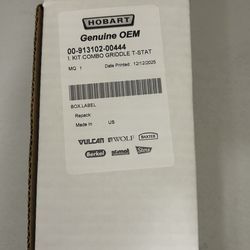 HOBART
Genuine OEM
00-913102-00444
I. KIT COMBO GRIDDLE T-STAT
MQ 1 Date Printed: 12/12/2025
BOX,LABEL
Repack
Made in US
VULCAN WOLF BAXTER
Berkel